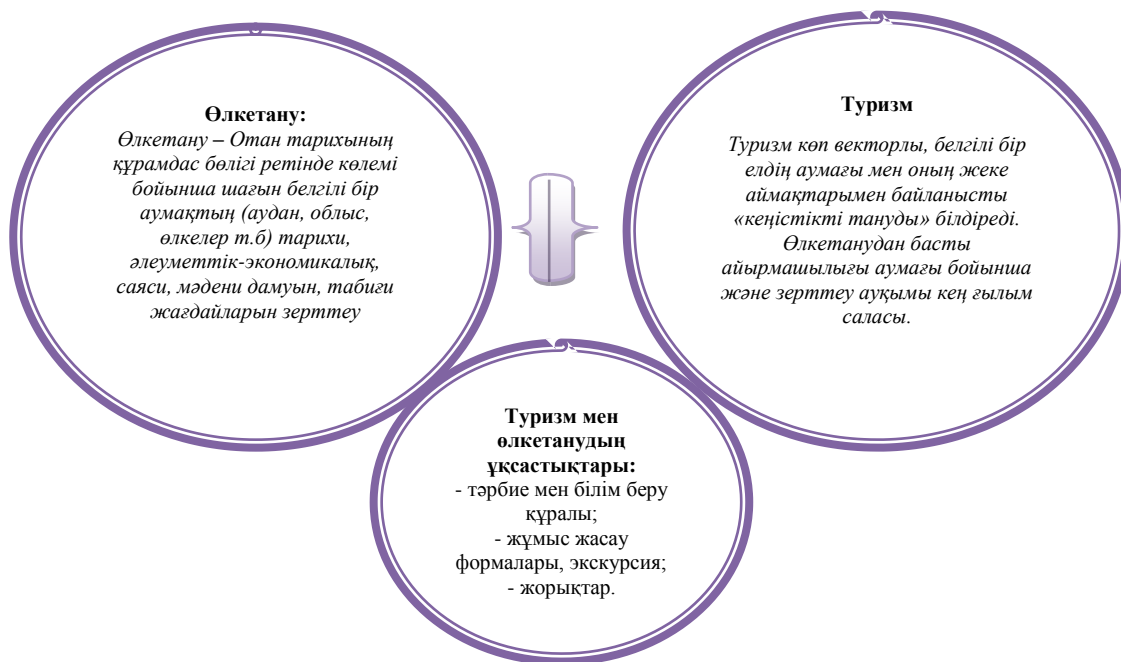 Өлкетану:
Өлкетану – Отан тарихының
құрамдас бөлігі ретінде көлемі
бойынша шағын белгілі бір
аумақтың (аудан, облыс,
өлкелер т.б) тарихи,
әлеуметтік-экономикалық,
саяси, мәдени дамуын, табиғи
жағдайларын зерттеу
Туризм
Туризм көп векторлы, белгілі бір
елдің аумағы мен оның жеке
аймақтарымен байланысты
«кеңістікті тануды» білдіреді.
Өлкетанудан басты
айырмашылығы аумағы бойынша
және зерттеу ауқымы кең ғылым
саласы.
Туризм мен
өлкетанудың
ұқсастықтары:
- тәрбие мен білім беру
құралы;
- жұмыс жасау
формалары, экскурсия;
- жорықтар.